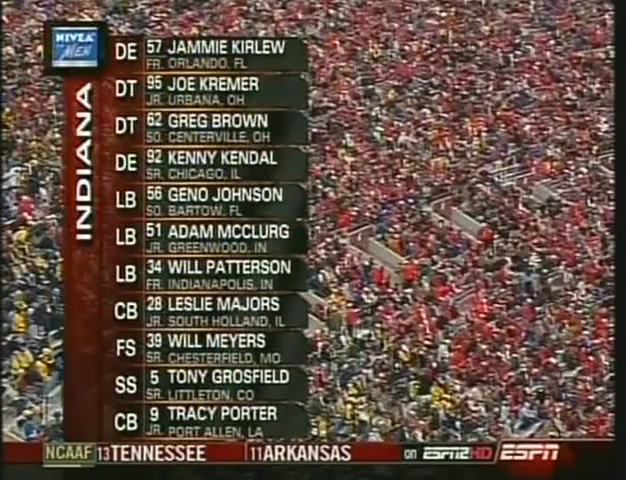 NIVEA
for MEN
INDIANA
DE 57 JAMMIE KIRLEW
FR. ORLANDO, FL
DT 95 JOE KREMER
JR. URBANA, OH
DT 62 GREG BROWN
SO. CENTERVILLE, OH
DE 92 KENNY KENDAL
SR. CHICAGO, IL
LB 56 GENO JOHNSON
SO. BARTOW, FL
LB 51 ADAM MCCLURG
JR. GREENWOOD, IN
LB 34 WILL PATTERSON
FR. INDIANAPOLIS, IN
CB 28 LESLIE MAJORS
JR. SOUTH HOLLAND, IL
FS 39 WILL MEYERS
SR. CHESTERFIELD, MO
SS 5 TONY GROSFIELD
SR. LITTLETON, CO
CB 9 TRACY PORTER
JR. PORT ALLEN, LA
NCAAF 13 TENNESSEE 11 ARKANSAS on ESPN2 HD ESPN